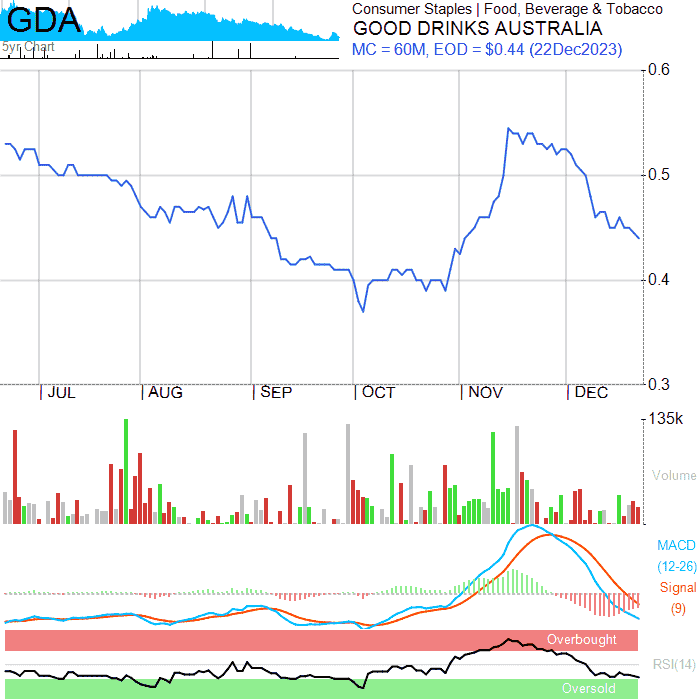 GDA
5yr Chart
Consumer Staples | Food, Beverage & Tobacco
GOOD DRINKS AUSTRALIA
MC = 60M, EOD = $0.44 (22Dec2023)
0.6
0.5
0.4
0.3
JUL AUG SEP OCT NOV DEC
135k
Volume
MACD
(12-26)
Signal
(9)
Overbought
RSI(14)
Oversold